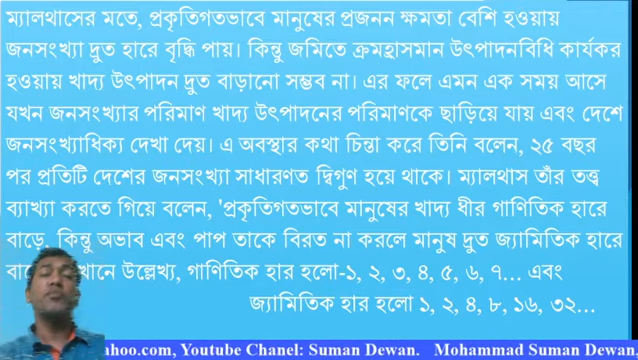 ম্যালথাসের মতে, প্রকৃতিগতভাবে মানুষের প্রজনন ক্ষমতা বেশি হওয়ায়
জনসংখ্যা দ্রুত হারে বৃদ্ধি পায়। কিন্তু জমিতে ক্রমহ্রাসমান উৎপাদনবিধি কার্যকর
হওয়ায় খাদ্য উৎপাদন দ্রুত বাড়ানো সম্ভব না। এর ফলে এমন এক সময় আসে
যখন জনসংখ্যার পরিমাণ খাদ্য উৎপাদনের পরিমাণকে ছাড়িয়ে যায় এবং দেশে
জনসংখ্যাধিক্য দেখা দেয়। এ অবস্থার কথা চিন্তা করে তিনি বলেন, ২৫ বছর
পর প্রতিটি দেশের জনসংখ্যা সাধারণত দ্বিগুণ হয়ে থাকে। ম্যালথাস তাঁর তত্ত্ব
ব্যাখ্যা করতে গিয়ে বলেন, 'প্রকৃতিগতভাবে মানুষের খাদ্য ধীর গাণিতিক হারে
বাড়ে, কিন্তু অভাব এবং পাপ তাকে বিরত না করলে মানুষ দ্রুত জ্যামিতিক হারে
উল্লেখ্য, গাণিতিক হার হলো-১, ২, ৩, ৪, ৫, ৬, ৭... এবং
জ্যামিতিক হার হলো ১, ২, ৪, ৮, ১৬, ৩২...
ahoo.com, Youtube Chanel: Suman Dewan. Mohammad Suman Dewan.